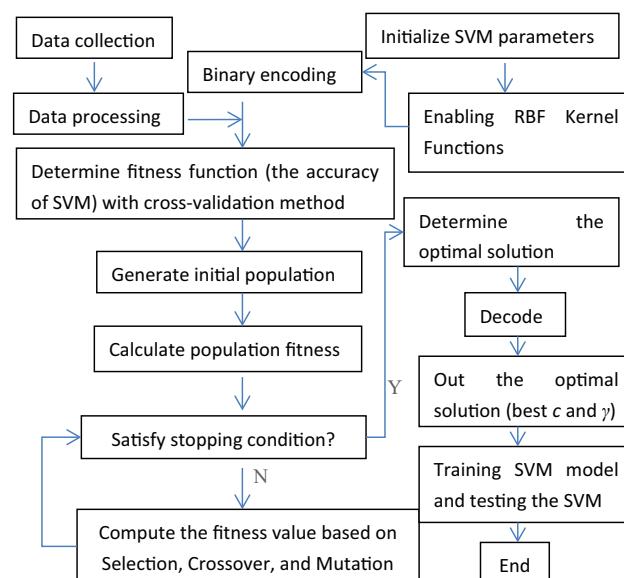 Data collection
Initialize SVM parameters
Binary encoding
Data processing
Enabling RBF Kernel
Functions
Determine fitness function (the accuracy
of SVM) with cross-validation method
Determine the
optimal solution
Generate initial population
Decode
Calculate population fitness
Y
Out the optimal
solution (best c and γ)
Satisfy stopping condition?
N
Training SVM model
and testing the SVM
Compute the fitness value based on
Selection, Crossover, and Mutation
End